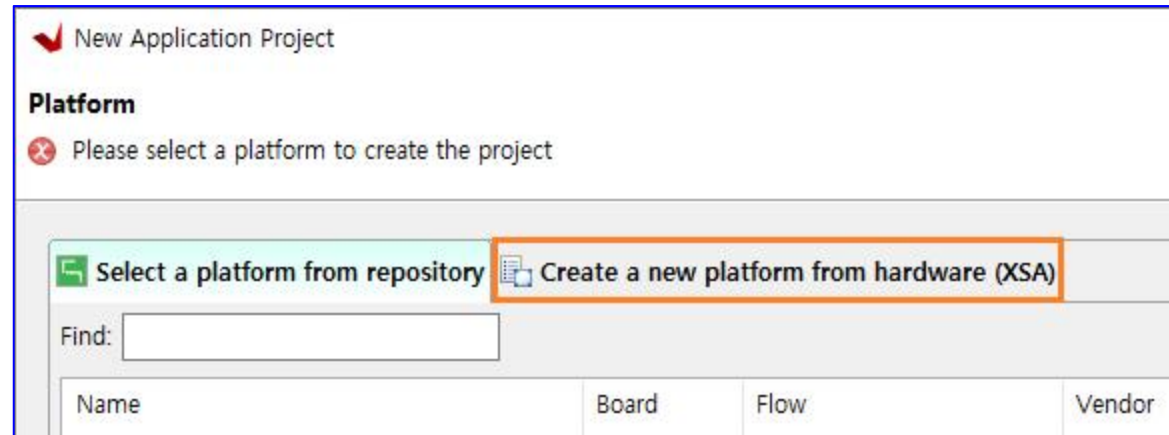 New Application Project
Platform
Please select a platform to create the project
Select a platform from repository Create a new platform from hardware (XSA)
Find:
Name Board Flow Vendor